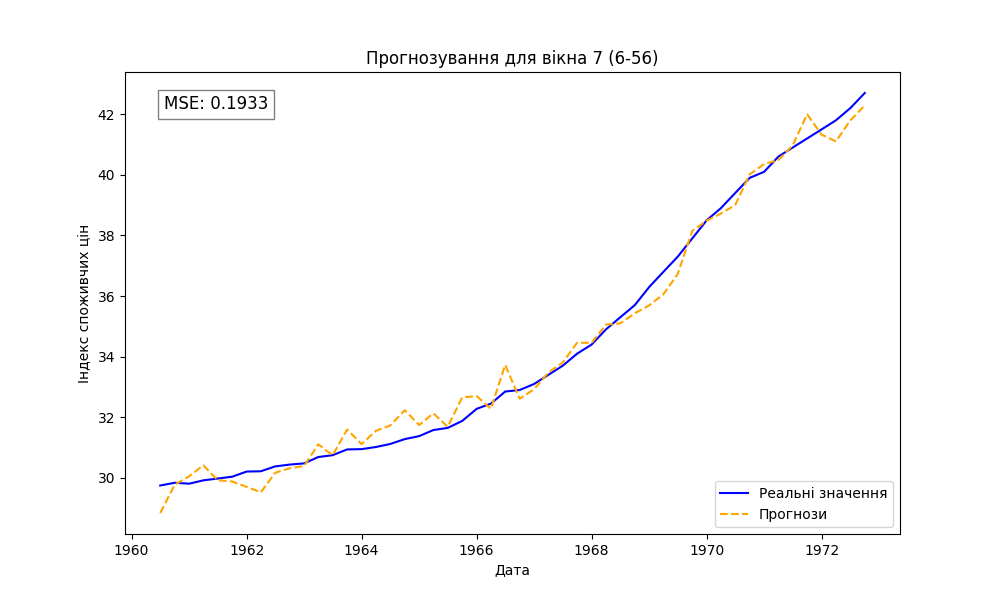 Прогнозування для вікна 7 (6-56)
MSE: 0.1933
Індекс споживчих цін
42
40
38
36
34
32
30
Реальні значення
Прогнози
1960 1962 1964 1966 1968 1970 1972
Дата